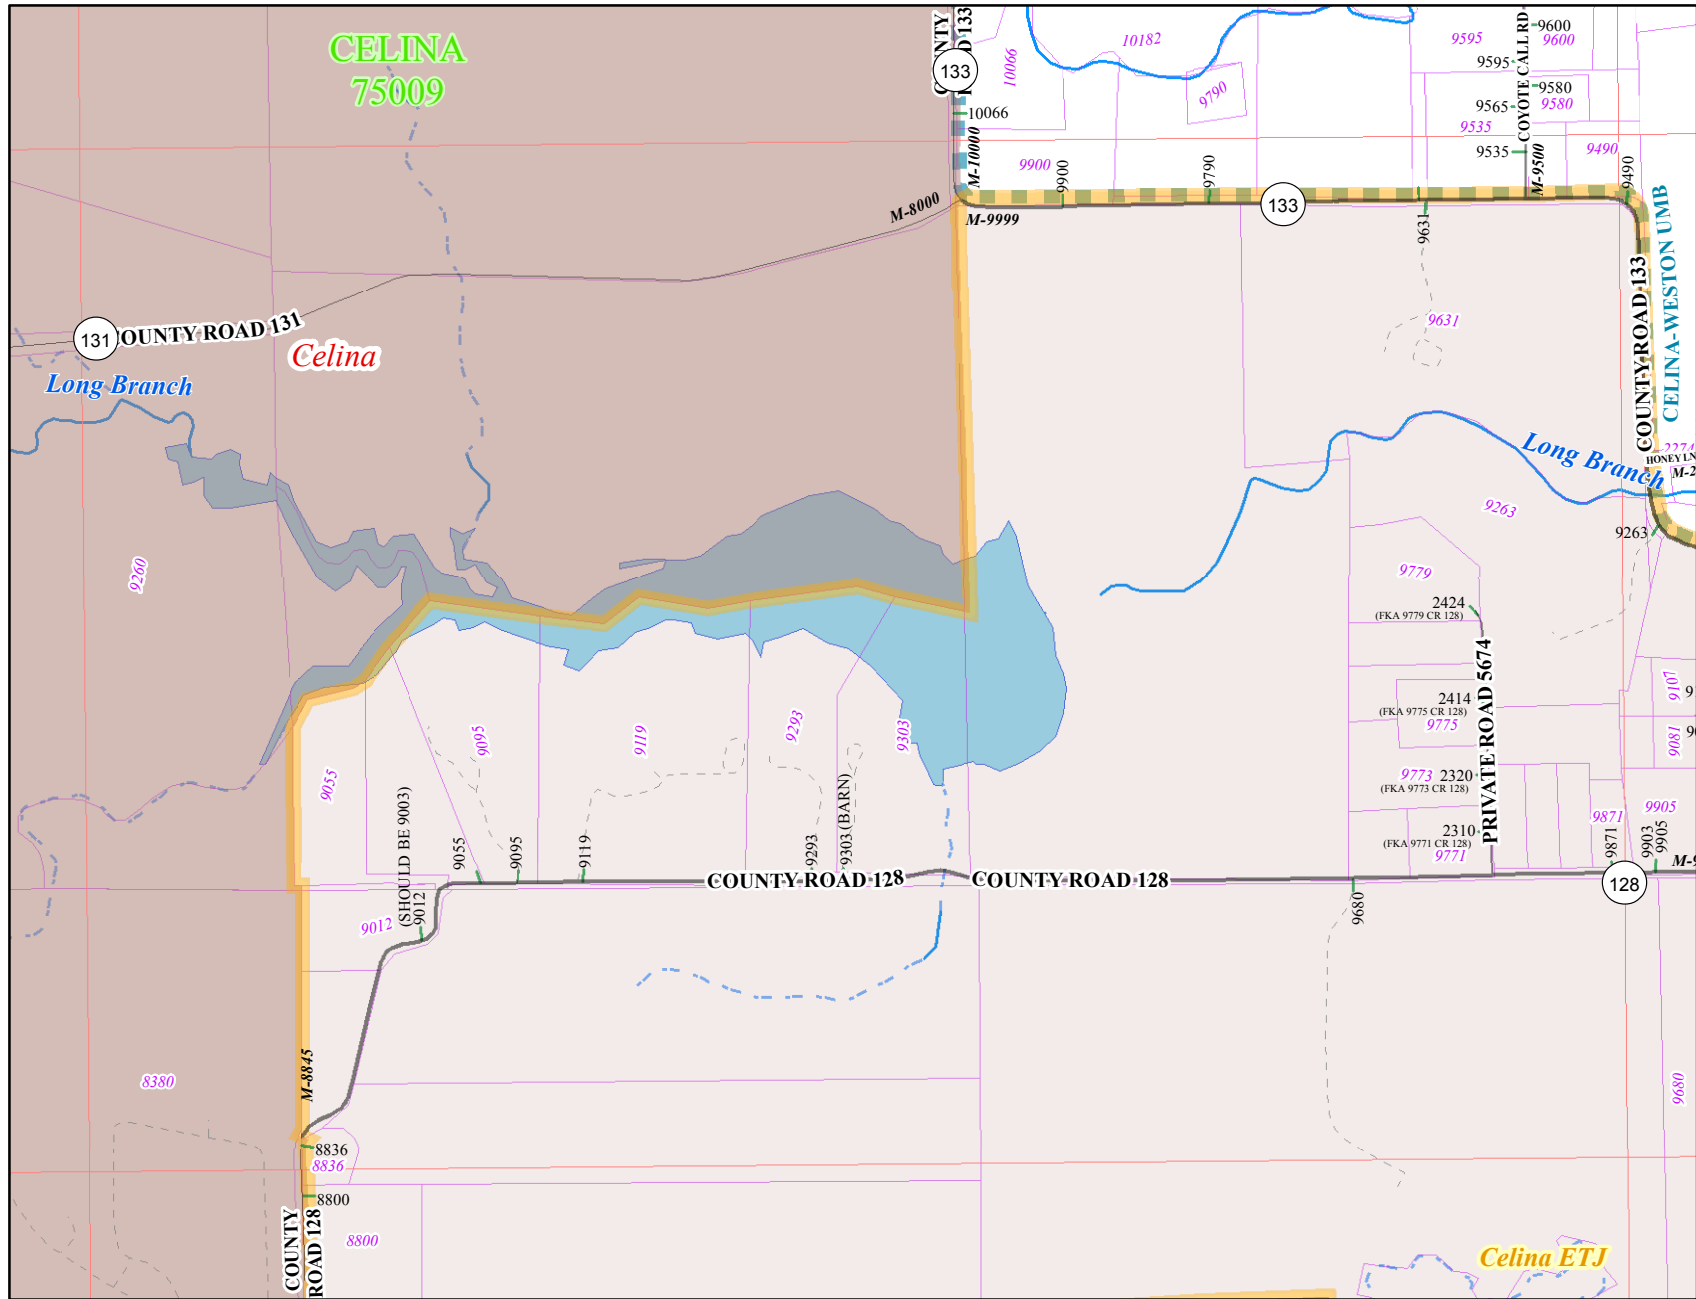 CELINA
75009
COUNTY
133
10066
10182
9790
9595
9600
9600
9595
9580
9580
9565
9535
9535
COYOTE CALL RD
M-9500
9490
9490
10066
M-10000
9900
9900
9790
133
M-8000
M-9999
9631
9631
COUNTY ROAD 133
CELINA-WESTON UMB
131
COUNTY ROAD 131
Celina
Long Branch
Long Branch
2274
HONEY LN
9263
9263
9260
9779
2424
(FKA 9779 CR 128)
PRIVATE ROAD 5674
2414
(FKA 9775 CR 128)
9775
9773
2320
(FKA 9773 CR 128)
2310
(FKA 9771 CR 128)
9771
9107
9081
9905
9871
9871
9903
9905
128
9055
9095
9119
9293
9303
(SHOULD BE 9003)
9012
9055
9095
9119
9293
9303 (BARN)
COUNTY ROAD 128
COUNTY ROAD 128
9680
9012
8380
M-8845
8836
8836
8800
8800
COUNTY
ROAD 128
9680
Celina ETJ